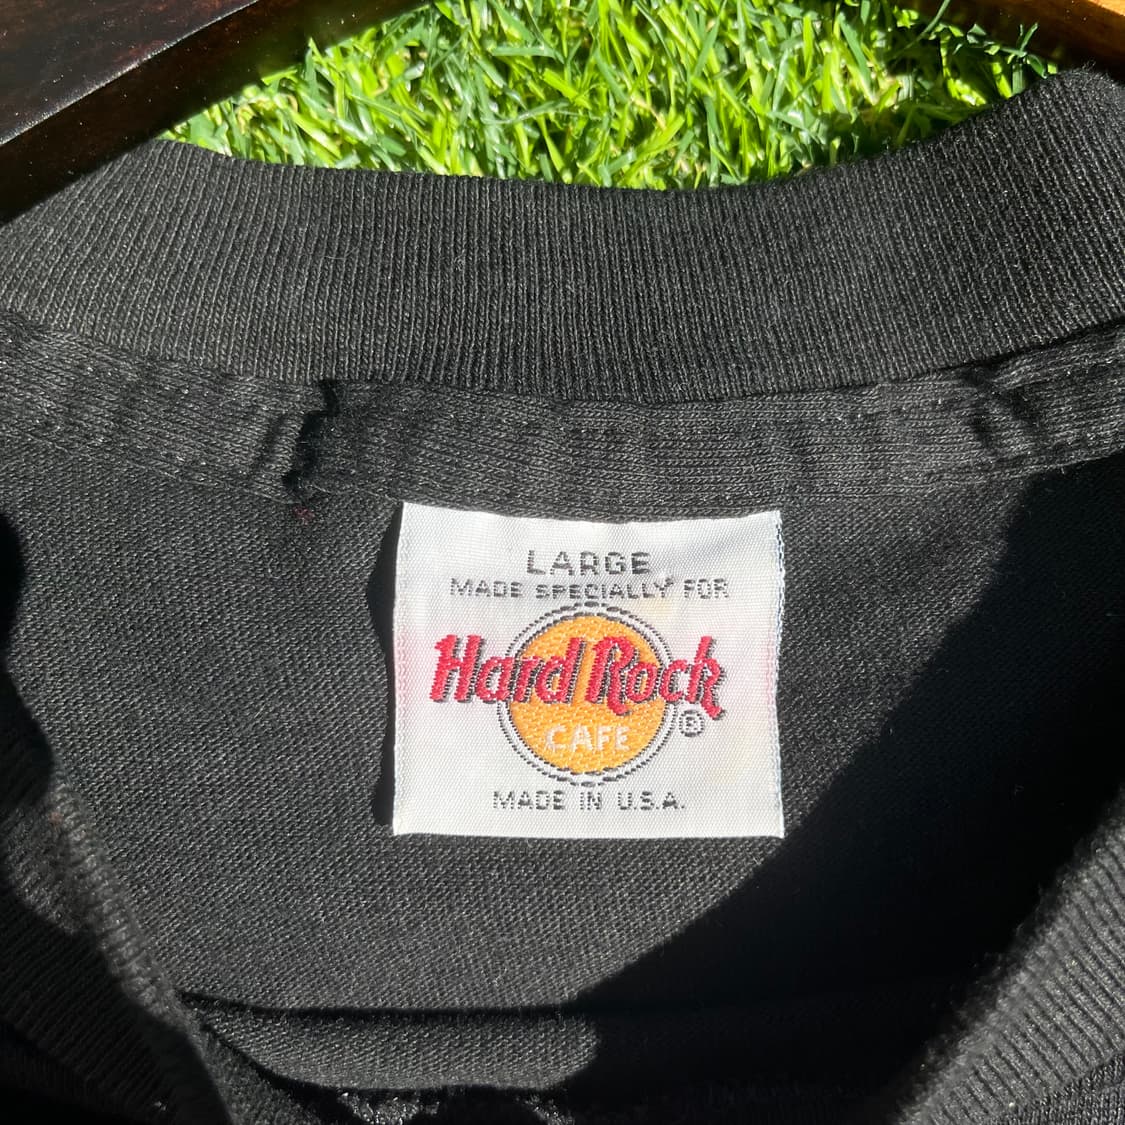 LARGE
MADE SPECIALLY FOR
Hard Rock
®
CAFE
MADE IN U.S.A.